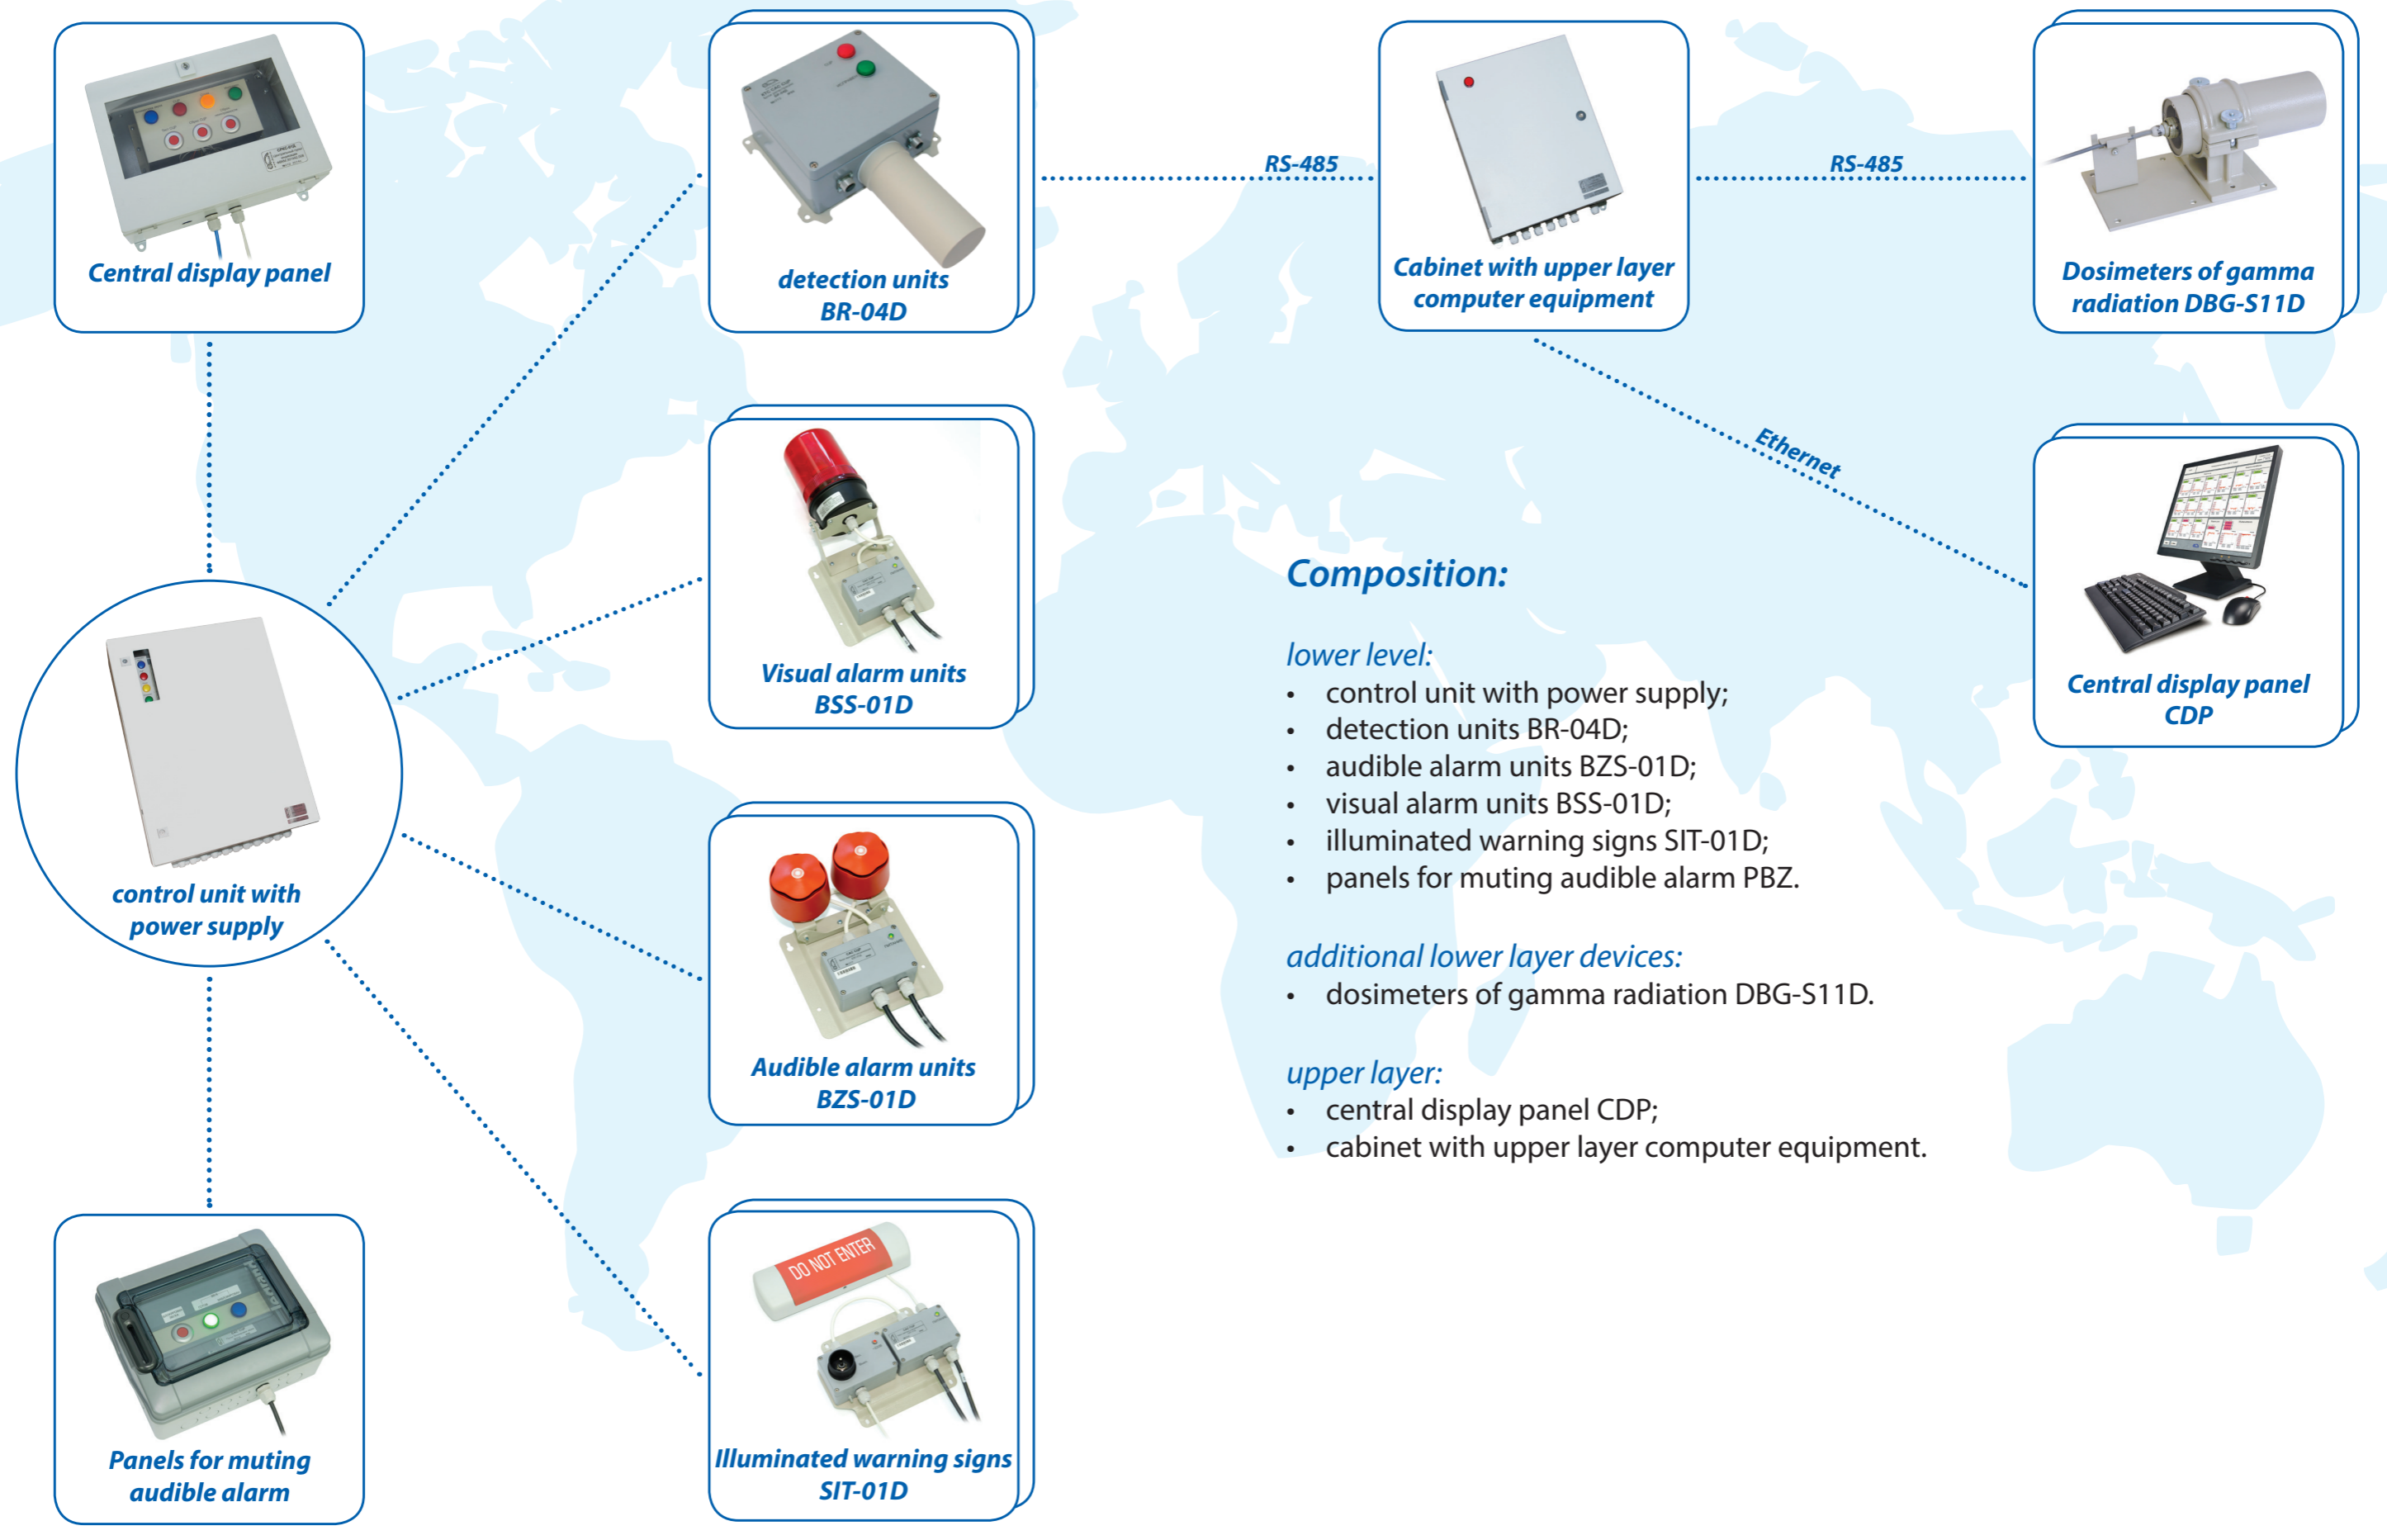 Central display panel
detection units
BR-04D
RS-485
Cabinet with upper layer
computer equipment
RS-485
Dosimeters of gamma
radiation DBG-S11D
Ethernet
Central display panel
CDP
Visual alarm units
BSS-01D
control unit with
power supply
Audible alarm units
BZS-01D
Panels for muting
audible alarm
DO NOT ENTER
Illuminated warning signs
SIT-01D
Composition:
lower level:
• control unit with power supply;
• detection units BR-04D;
• audible alarm units BZS-01D;
• visual alarm units BSS-01D;
• illuminated warning signs SIT-01D;
• panels for muting audible alarm PBZ.
additional lower layer devices:
• dosimeters of gamma radiation DBG-S11D.
upper layer:
• central display panel CDP;
• cabinet with upper layer computer equipment.